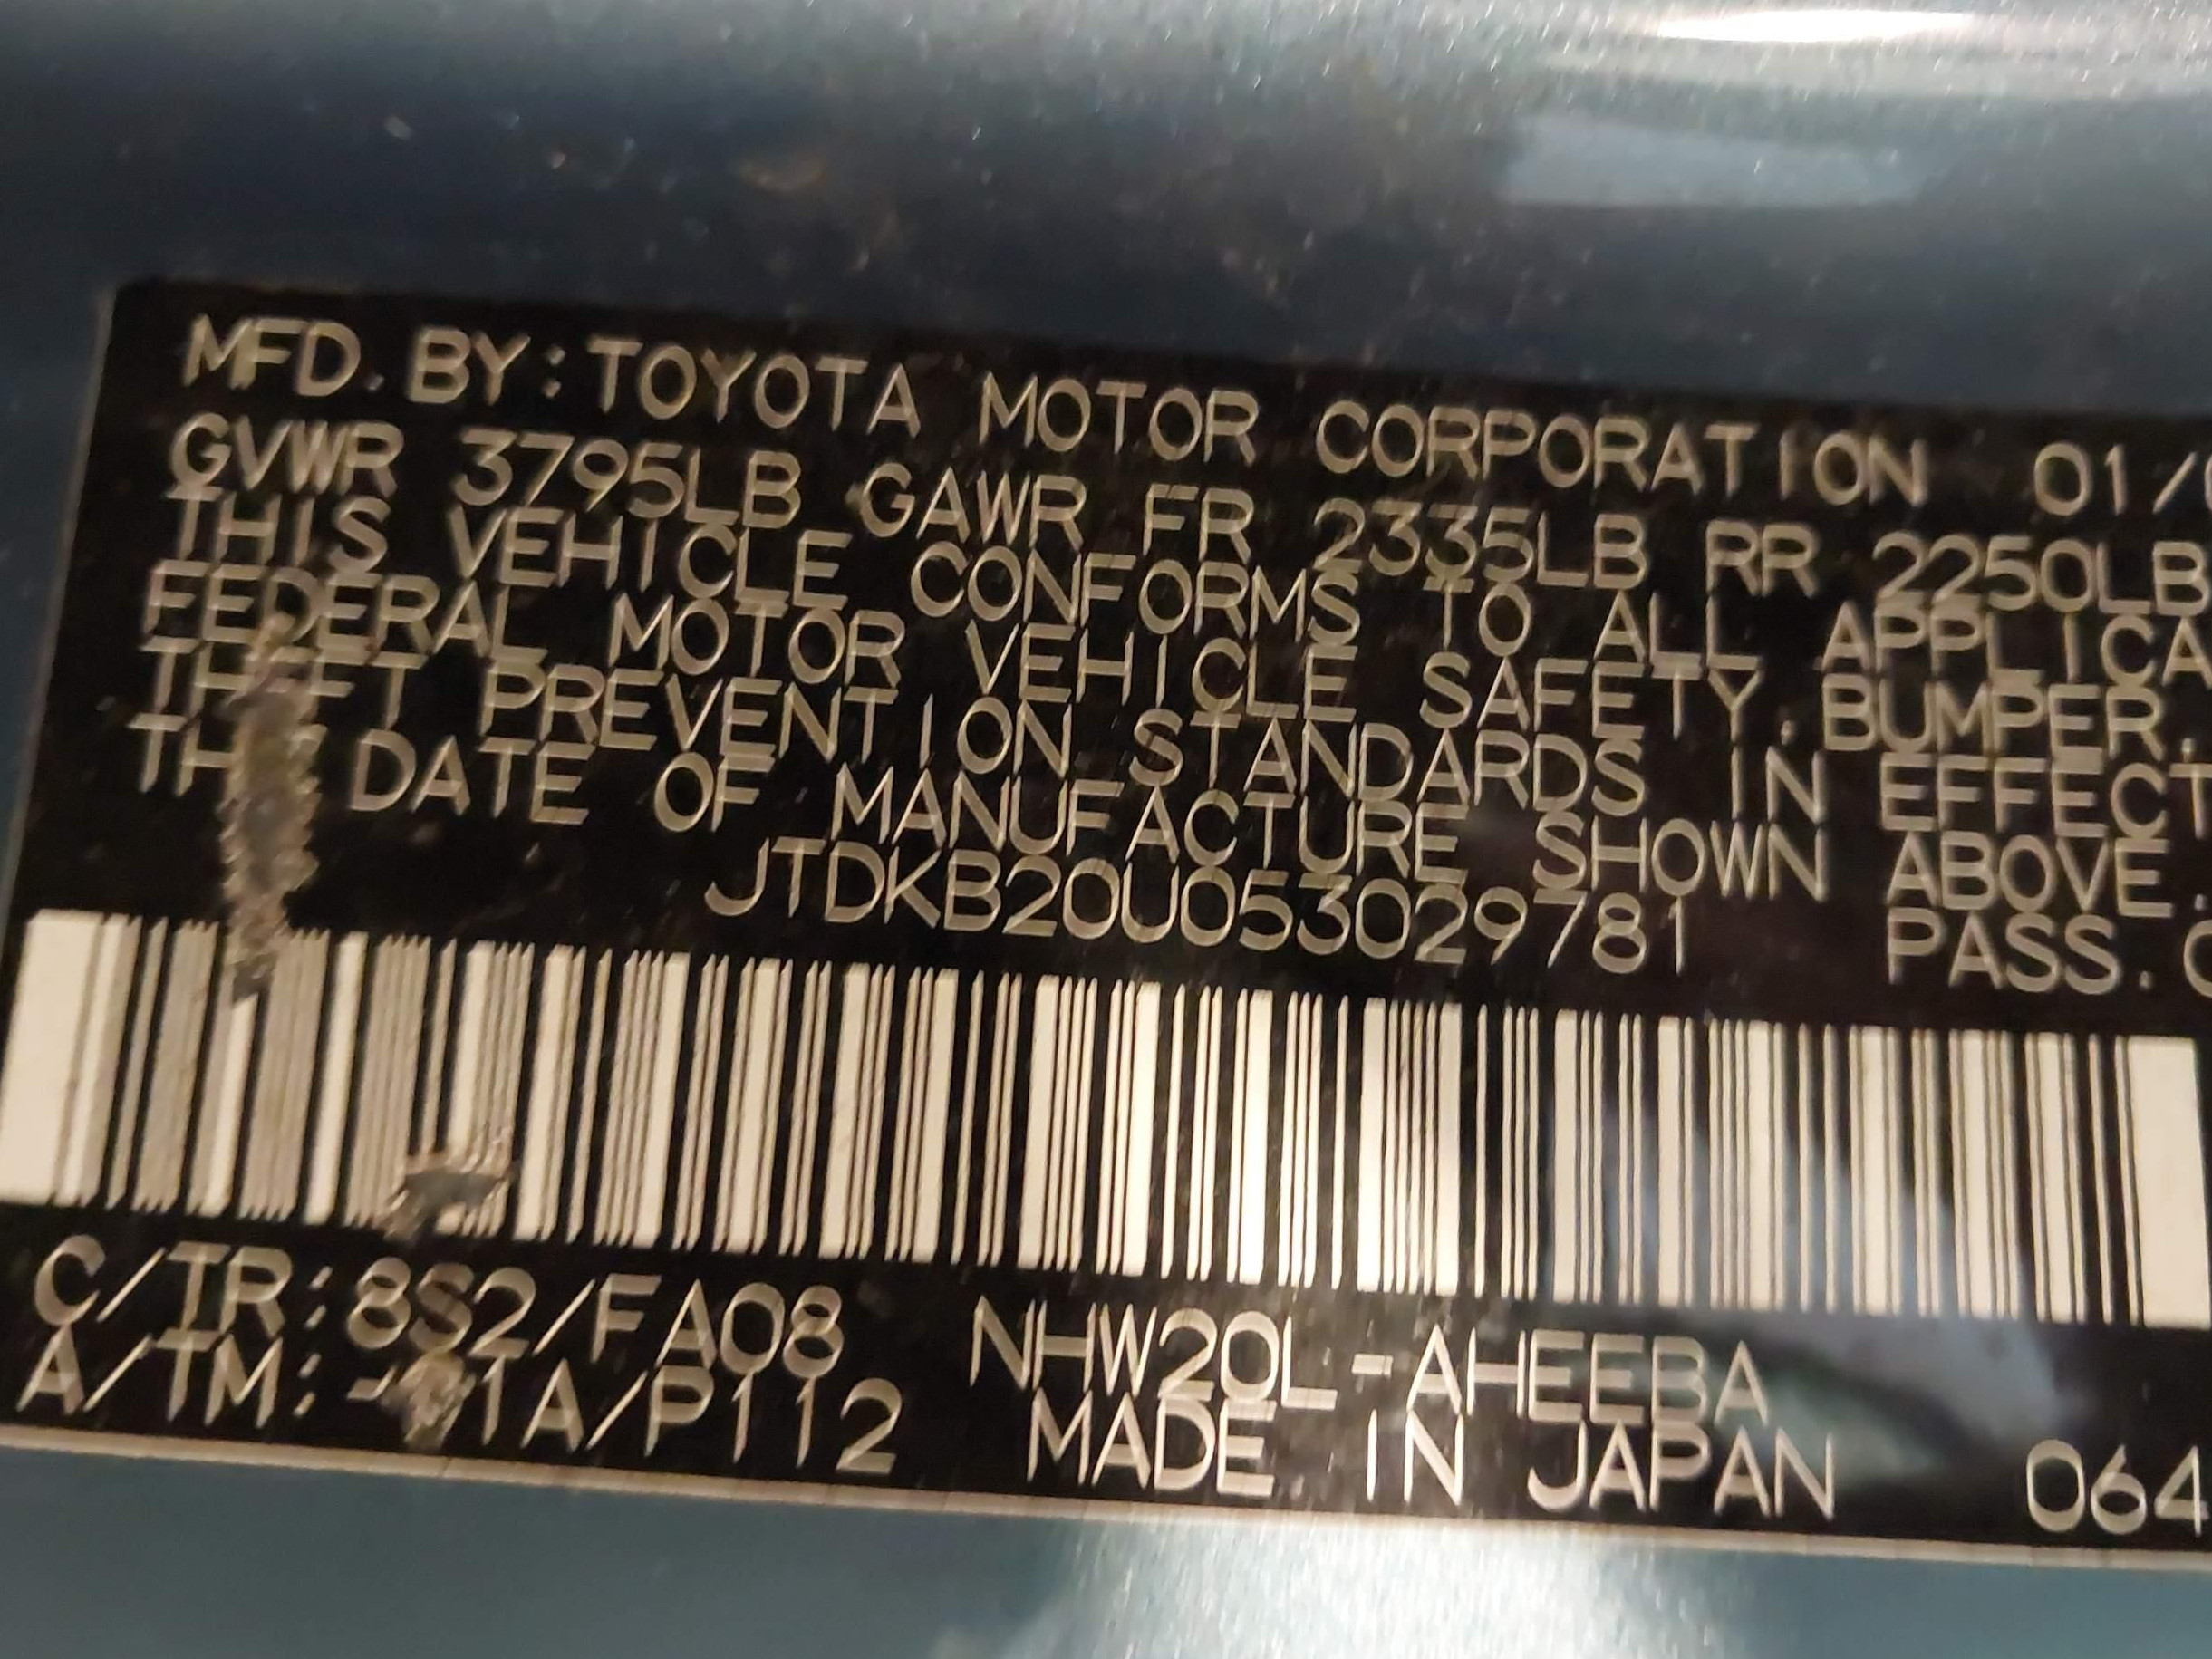 MFD. BY: TOYOTA MOTOR CORPORATION 01/
GVWR 3795LB GAWR FR 2335LB RR 2250LB
THIS VEHICLE CONFORMS TO ALL APPLICA
FEDERAL MOTOR VEHICLE SAFETY, BUMPER,
THEFT PREVENTION STANDARDS IN EFFECT
THE DATE OF MANUFACTURE SHOWN ABOVE.
JTDKB20U053029781 PASS. C
C/TR: 8S2/FA08 NHW20L-AHEEBA
A/TM: - 1A/P112 MADE IN JAPAN 064